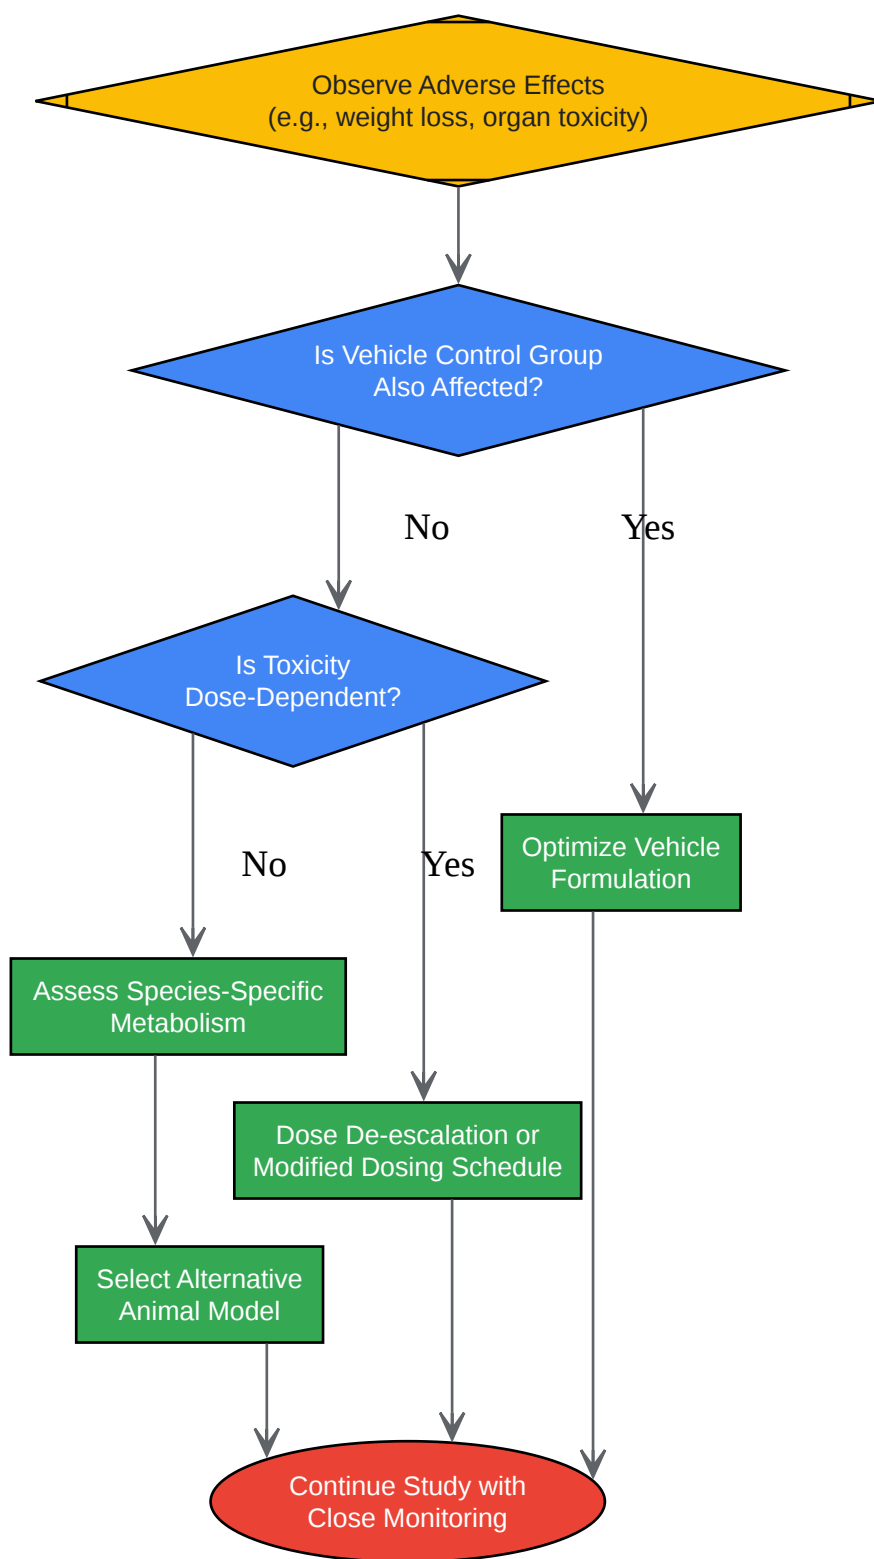 Observe Adverse Effects
(e.g., weight loss, organ toxicity)
Is Vehicle Control Group
Also Affected?
No
Yes
Is Toxicity
Dose-Dependent?
No
Yes
Optimize Vehicle
Formulation
Assess Species-Specific
Metabolism
Dose De-escalation or
Modified Dosing Schedule
Select Alternative
Animal Model
Continue Study with
Close Monitoring